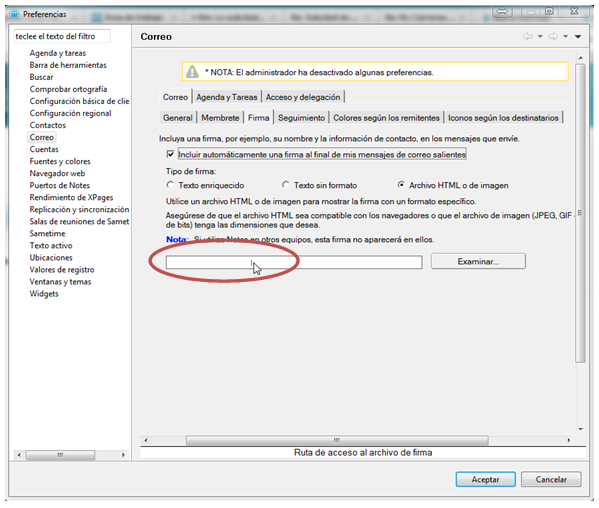 Preferencias
teclee el texto del filtro
Correo
Agenda y tareas
Barra de herramientas
Buscar
Comprobar ortografía
Configuración básica de clie
Configuración regional
Contactos
Correo
Cuentas
Fuentes y colores
Navegador web
Puertos de Notes
Rendimiento de XPages
Replicación y sincronización
Salas de reuniones de Samet
Sametime
Texto activo
Ubicaciones
Valores de registro
Ventanas y temas
Widgets
* NOTA: El administrador ha desactivado algunas preferencias.
Correo Agenda y Tareas Acceso y delegación
General Membrete Firma Seguimiento Colores según los remitentes Iconos según los destinatarios
Incluya una firma, por ejemplo, su nombre y la información de contacto, en los mensajes que envíe.
Incluir automáticamente una firma al final de mis mensajes de correo salientes
Tipo de firma:
Texto enriquecido Texto sin formato Archivo HTML o de imagen
Utilice un archivo HTML o de imagen para mostrar la firma con un formato específico.
Asegúrese de que el archivo HTML sea compatible con los navegadores o que el archivo de imagen (JPEG, GIF
de bits) tenga las dimensiones que desea.
Nota: Si utiliza Notes en otros equipos, esta firma no aparecerá en ellos.
Examinar...
Ruta de acceso al archivo de firma
Aceptar Cancelar